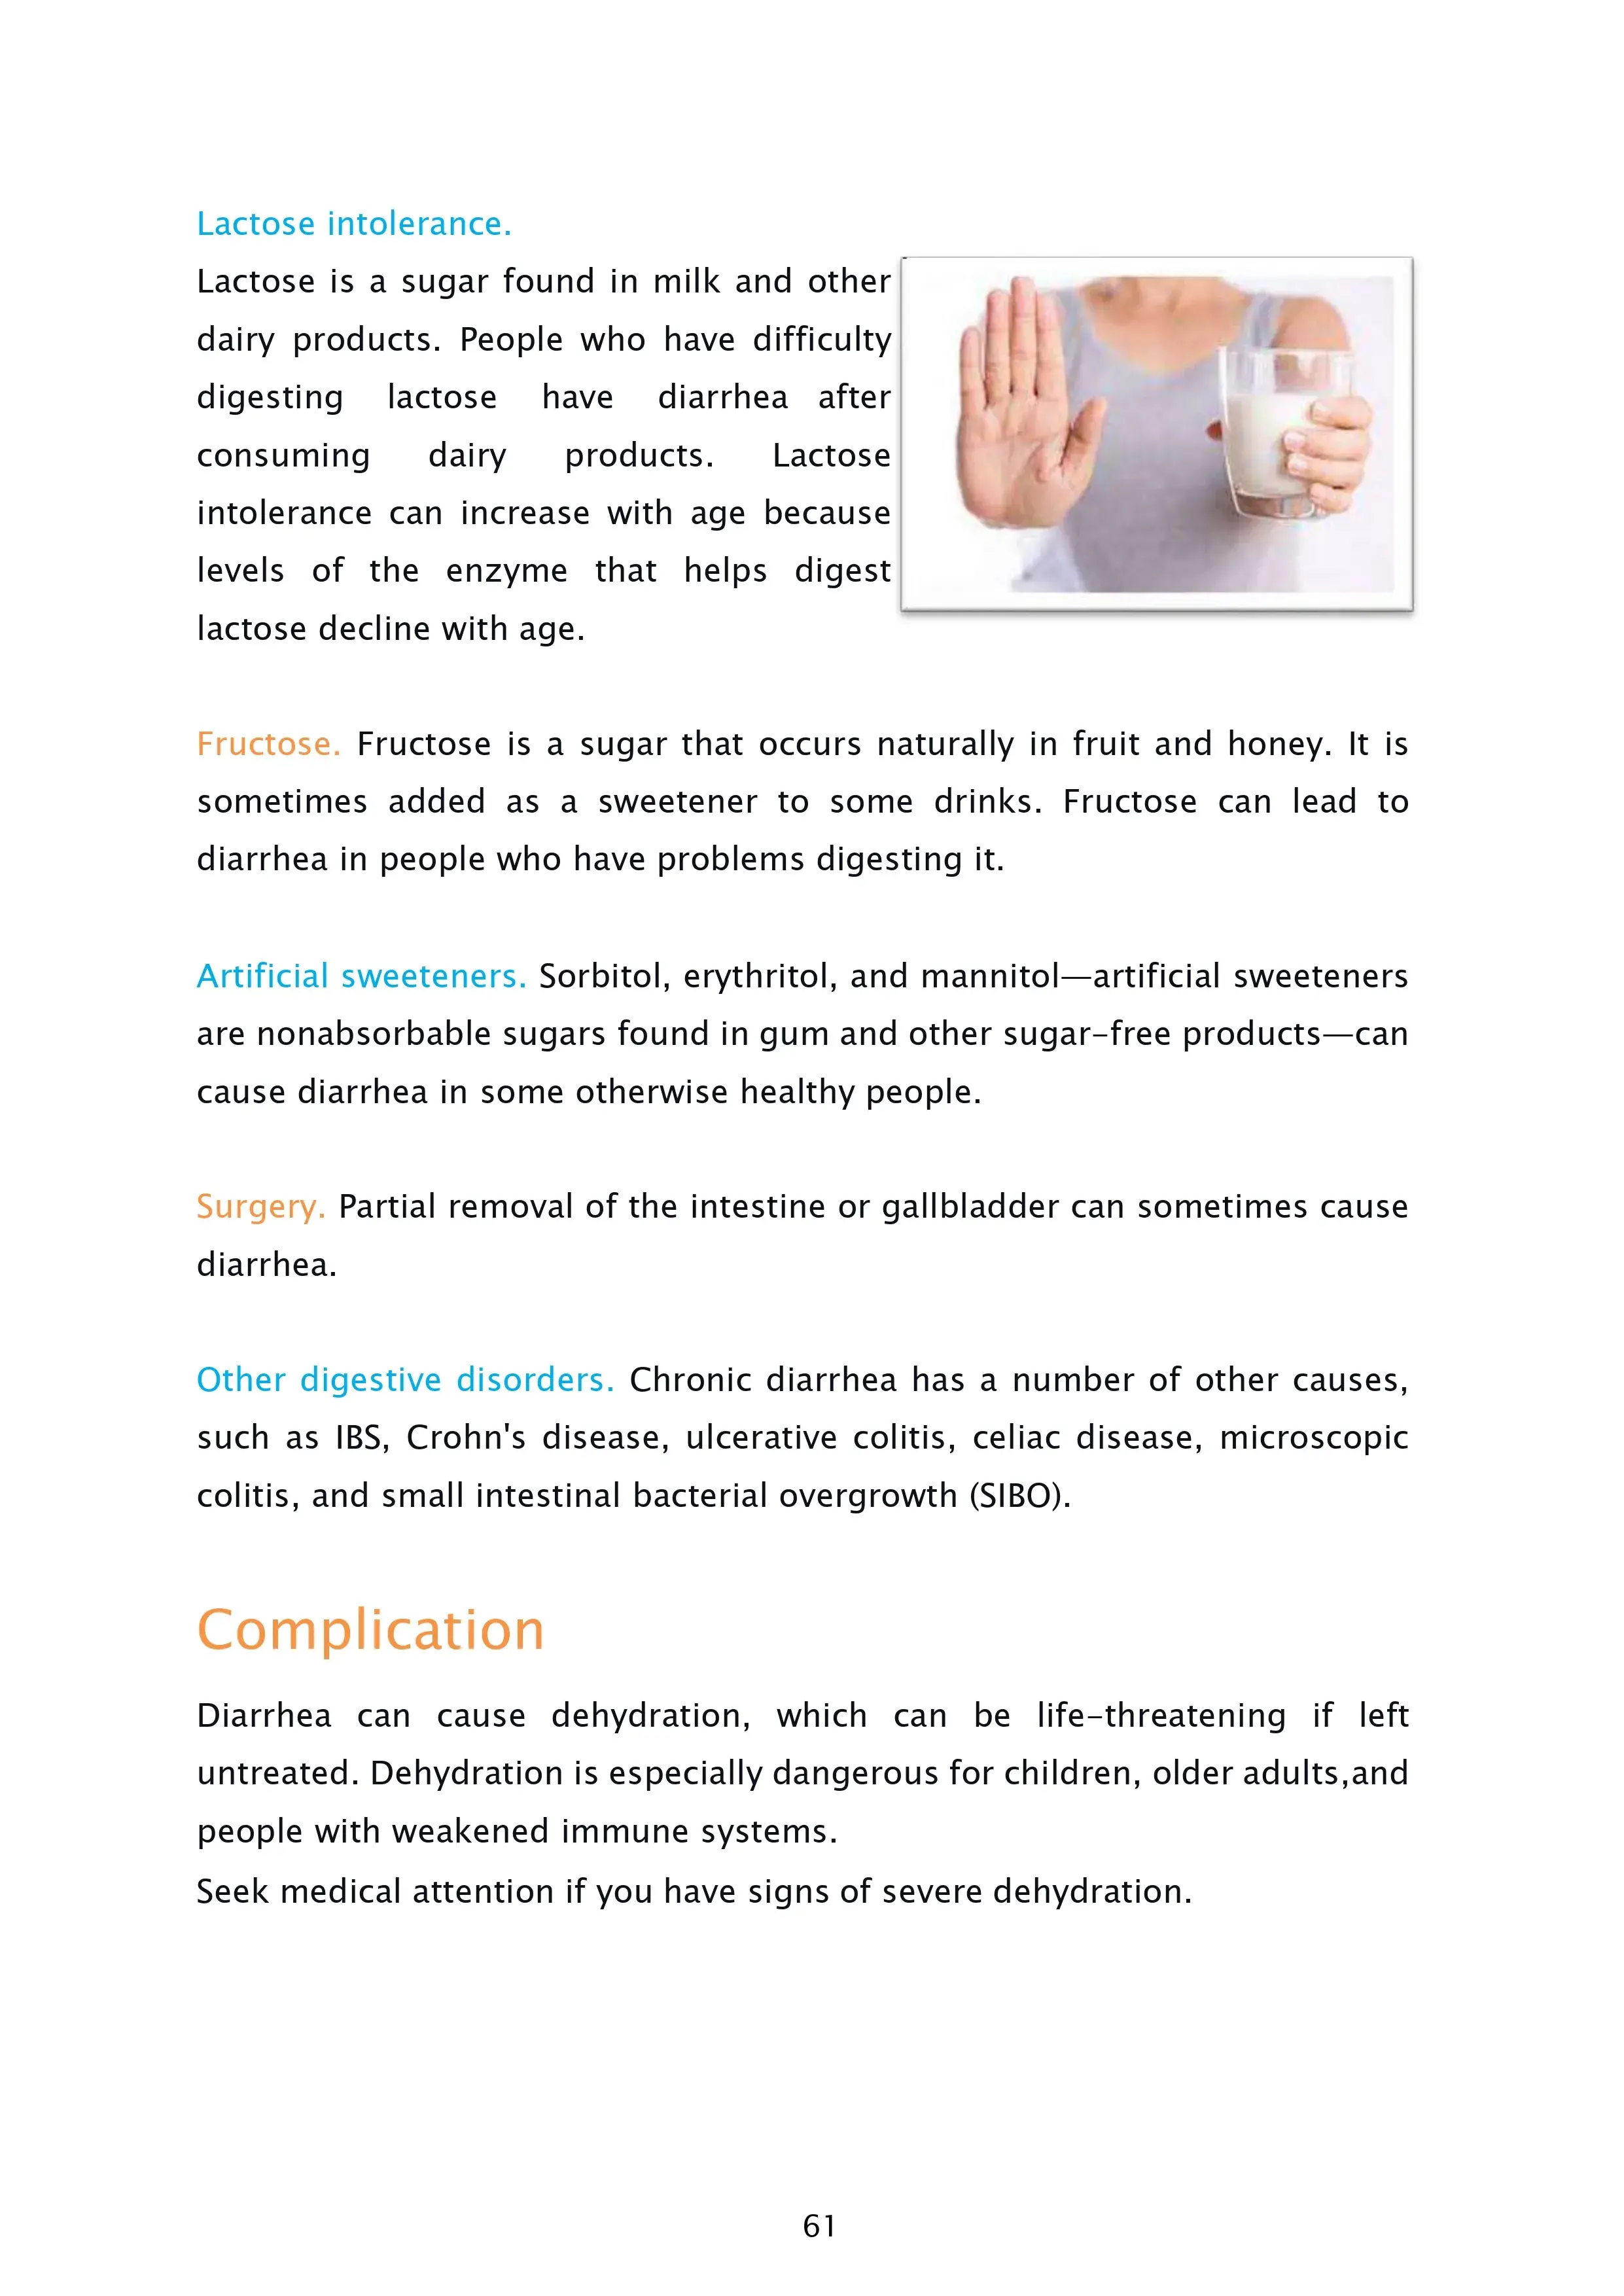 Lactose intolerance.
Lactose is a sugar found in milk and other
dairy products. People who have difficulty
digesting lactose have diarrhea after
consuming dairy products. Lactose
intolerance can increase with age because
levels of the enzyme that helps digest
lactose decline with age.
Fructose. Fructose is a sugar that occurs naturally in fruit and honey. It is
sometimes added as a sweetener to some drinks. Fructose can lead to
diarrhea in people who have problems digesting it.
Artificial sweeteners. Sorbitol, erythritol, and mannitol—artificial sweeteners
are nonabsorbable sugars found in gum and other sugar-free products—can
cause diarrhea in some otherwise healthy people.
Surgery. Partial removal of the intestine or gallbladder can sometimes cause
diarrhea.
Other digestive disorders. Chronic diarrhea has a number of other causes,
such as IBS, Crohn's disease, ulcerative colitis, celiac disease, microscopic
colitis, and small intestinal bacterial overgrowth (SIBO).
Complication
Diarrhea can cause dehydration, which can be life-threatening if left
untreated. Dehydration is especially dangerous for children, older adults,and
people with weakened immune systems.
Seek medical attention if you have signs of severe dehydration.
61